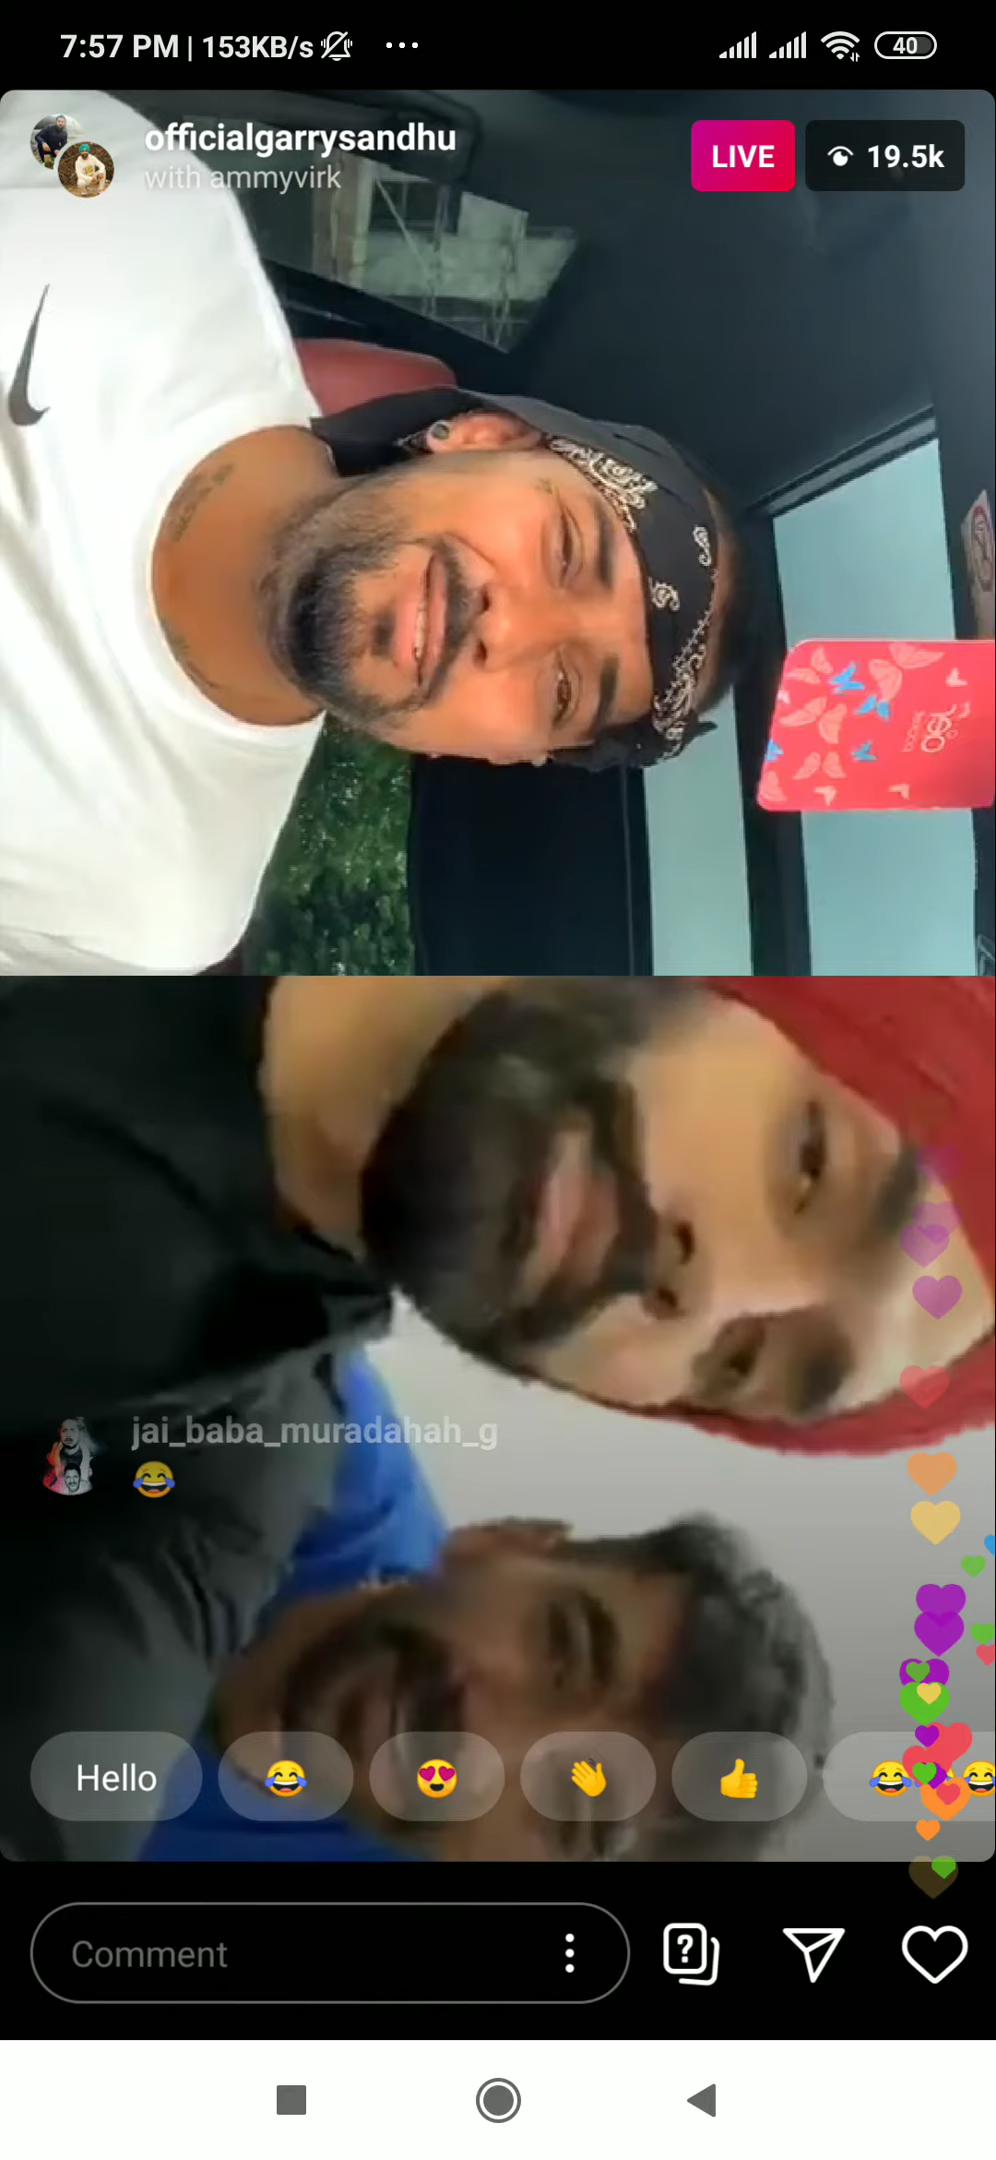 7:57 PM | 153KB/s
40
officialgarrysandhu
with ammyvirk
LIVE
19.5k
jai_baba_muradahah_g
😂
Hello 😂 😍 👋 👍 😂 😂
Comment